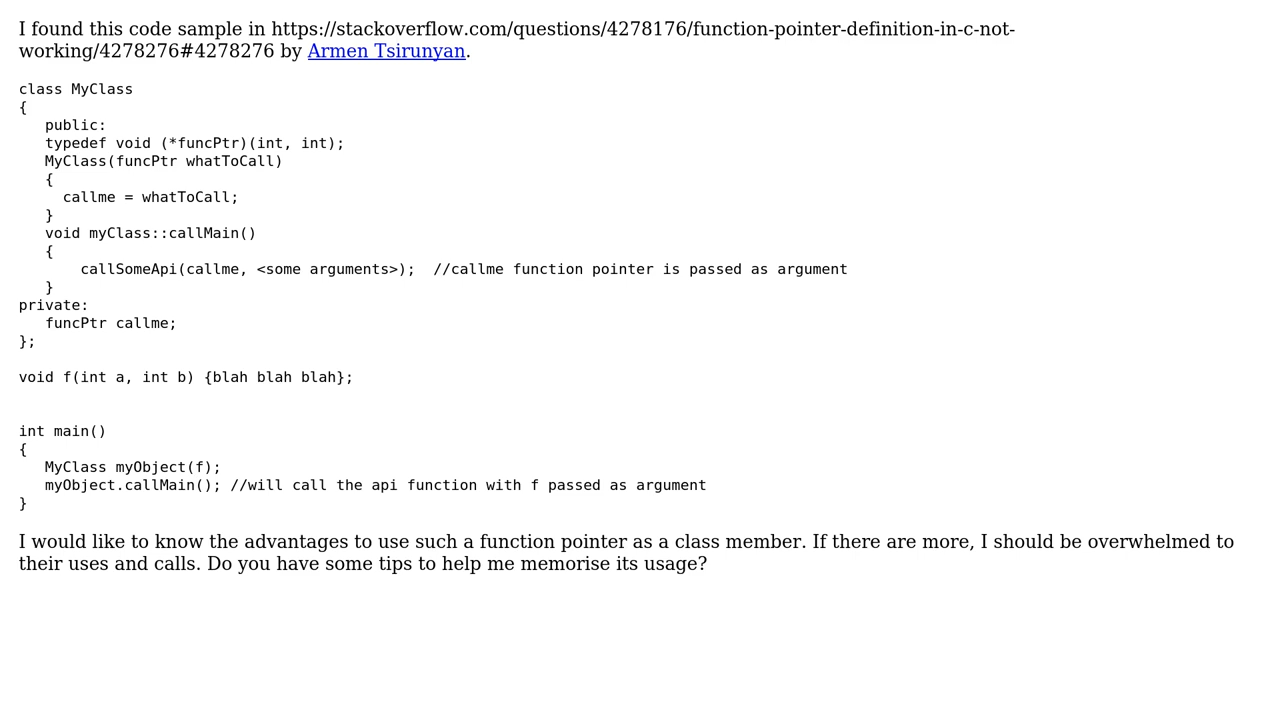 I found this code sample in https://stackoverflow.com/questions/4278176/function-pointer-definition-in-c-not-
working/4278276#4278276 by Armen Tsirunyan.
class MyClass
{
   public:
   typedef void (*funcPtr)(int, int);
   MyClass(funcPtr whatToCall)
   {
     callme = whatToCall;
   }
   void myClass::callMain()
   {
       callSomeApi(callme, <some arguments>);  //callme function pointer is passed as argument
   }
private:
   funcPtr callme;
};
void f(int a, int b) {blah blah blah};
int main()
{
   MyClass myObject(f);
   myObject.callMain(); //will call the api function with f passed as argument
}
I would like to know the advantages to use such a function pointer as a class member. If there are more, I should be overwhelmed to
their uses and calls. Do you have some tips to help me memorise its usage?